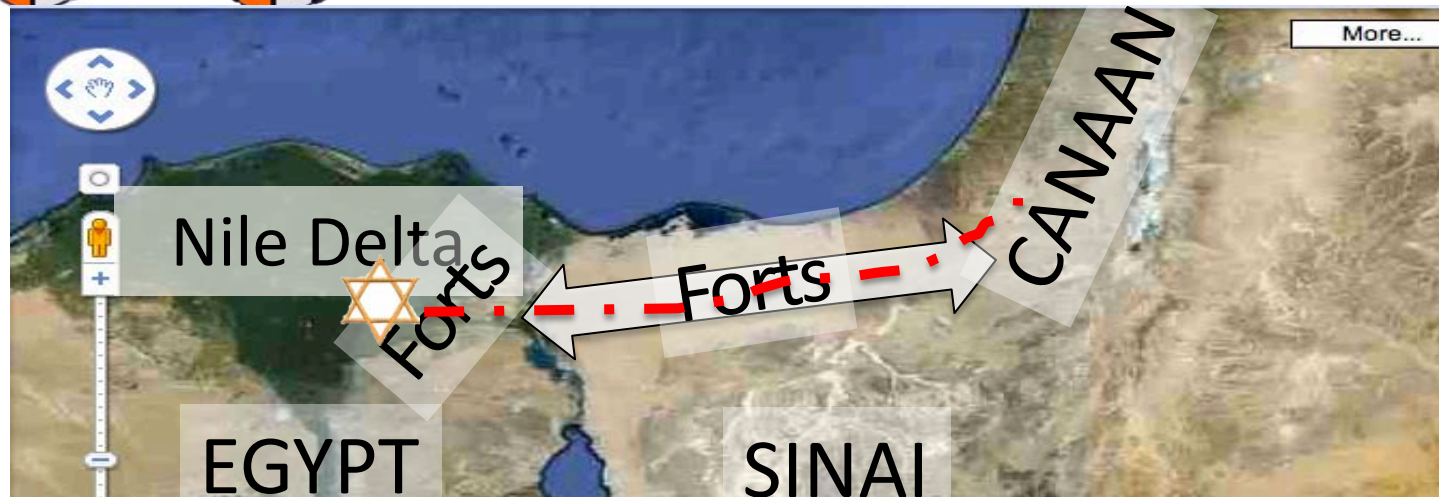 More...
CANAAN
Nile Delta
Forts
Forts
EGYPT
SINAI